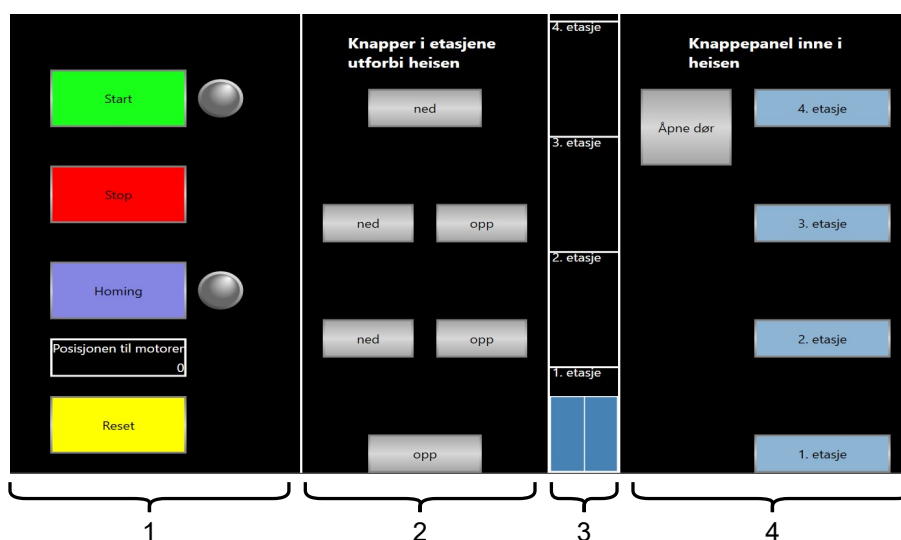 Start
Stop
Homing
Posisjonen til motoren
0
Reset
Knapper i etasjene
utforbi heisen
ned
ned
opp
ned
opp
opp
4. etasje
3. etasje
2. etasje
1. etasje
Knappepanel inne i
heisen
Åpne dør
4. etasje
3. etasje
2. etasje
1. etasje
1
2
3
4